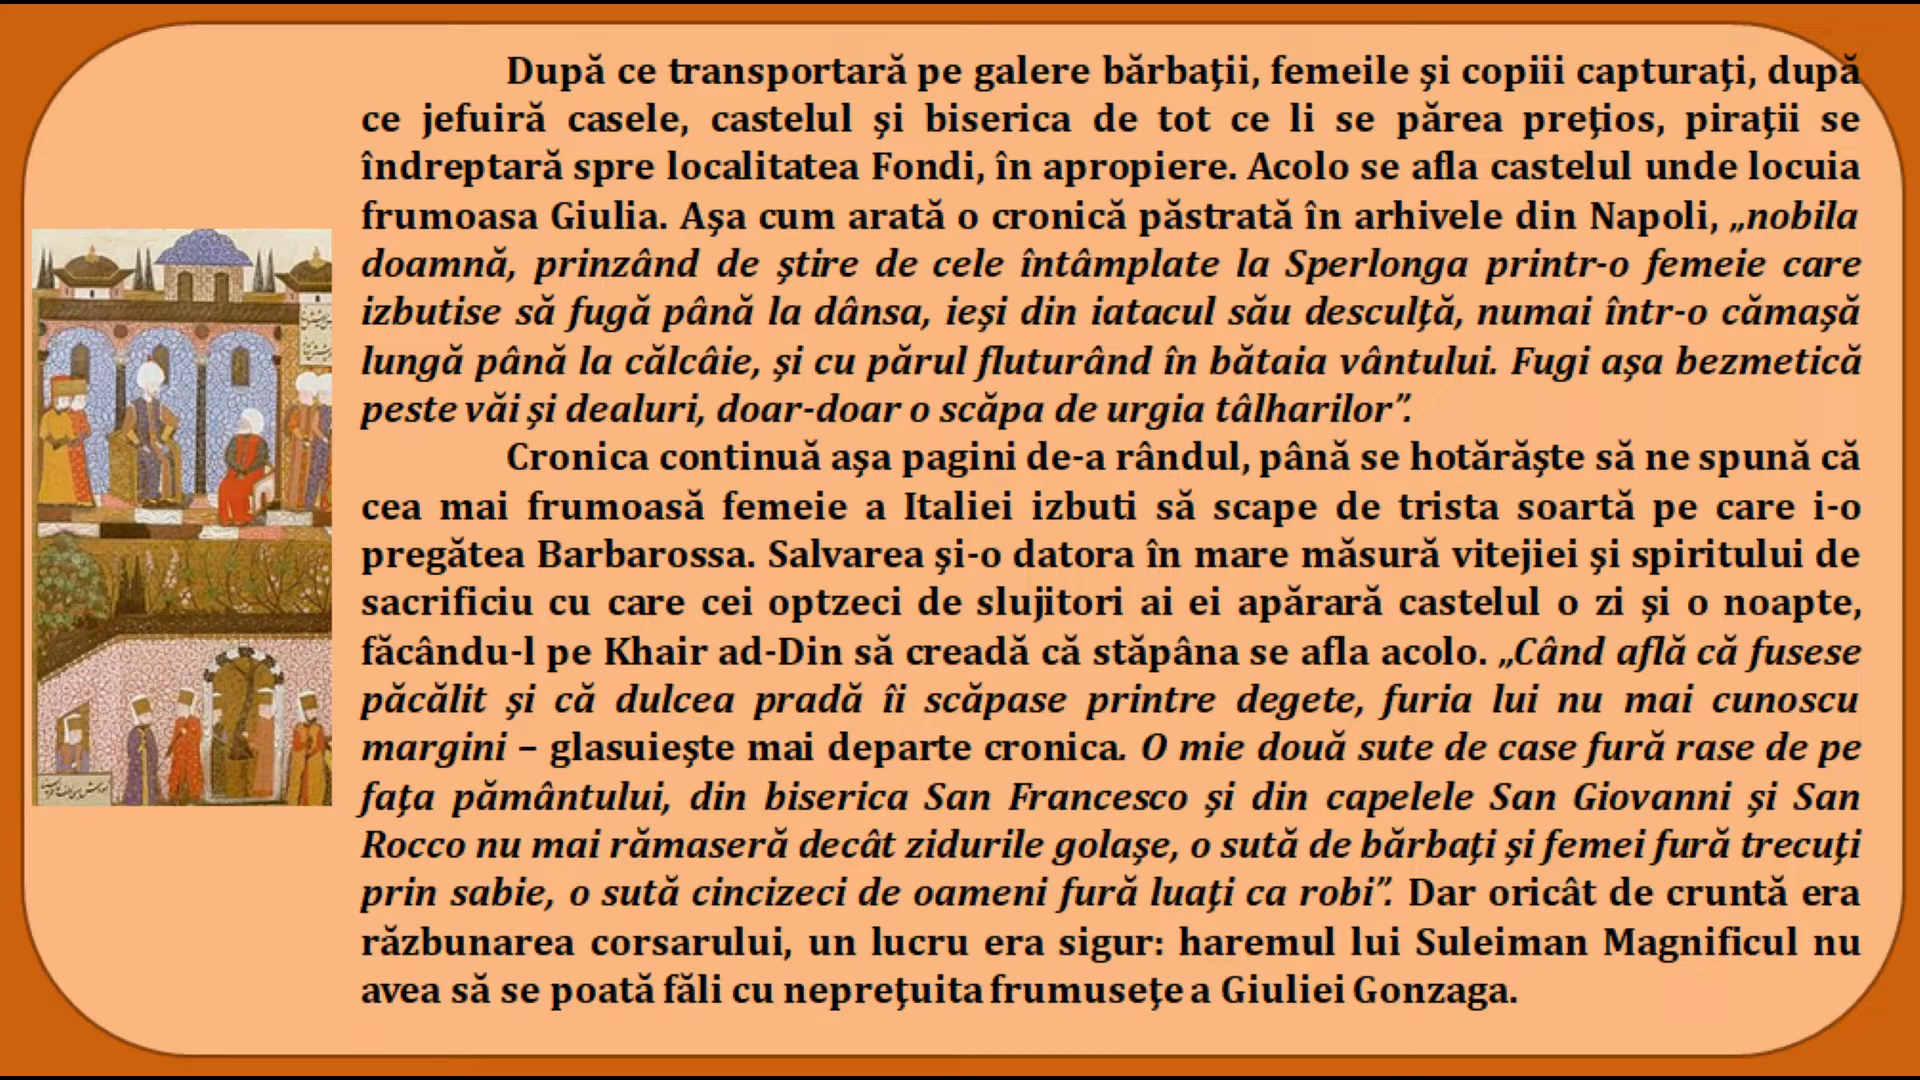 După ce transportară pe galere bărbaţii, femeile şi copiii capturaţi, după
ce jefuiră casele, castelul şi biserica de tot ce li se părea preţios, piraţii se
îndreptară spre localitatea Fondi, în apropiere. Acolo se afla castelul unde locuia
frumoasa Giulia. Aşa cum arată o cronică păstrată în arhivele din Napoli, „nobila
doamnă, prinzând de ştire de cele întâmplate la Sperlonga printr-o femeie care
izbutise să fugă până la dânsa, ieşi din iatacul său desculţă, numai într-o cămaşă
lungă până la călcâie, şi cu părul fluturând în bătaia vântului. Fugi aşa bezmetică
peste văi şi dealuri, doar-doar o scăpa de urgia tâlharilor”.
Cronica continuă aşa pagini de-a rândul, până se hotărăşte să ne spună că
cea mai frumoasă femeie a Italiei izbuti să scape de trista soartă pe care i-o
pregătea Barbarossa. Salvarea şi-o datora în mare măsură vitejiei şi spiritului de
sacrificiu cu care cei optzeci de slujitori ai ei apărară castelul o zi şi o noapte,
făcându-l pe Khair ad-Din să creadă că stăpâna se afla acolo. „Când află că fusese
păcălit şi că dulcea pradă îi scăpase printre degete, furia lui nu mai cunoscu
margini – glasuieşte mai departe cronica. O mie două sute de case fură rase de pe
faţa pământului, din biserica San Francesco şi din capelele San Giovanni şi San
Rocco nu mai rămaseră decât zidurile golaşe, o sută de bărbaţi şi femei fură trecuţi
prin sabie, o sută cincizeci de oameni fură luaţi ca robi”. Dar oricât de cruntă era
răzbunarea corsarului, un lucru era sigur: haremul lui Suleiman Magnificul nu
avea să se poată făli cu nepreţuita frumuseţe a Giuliei Gonzaga.